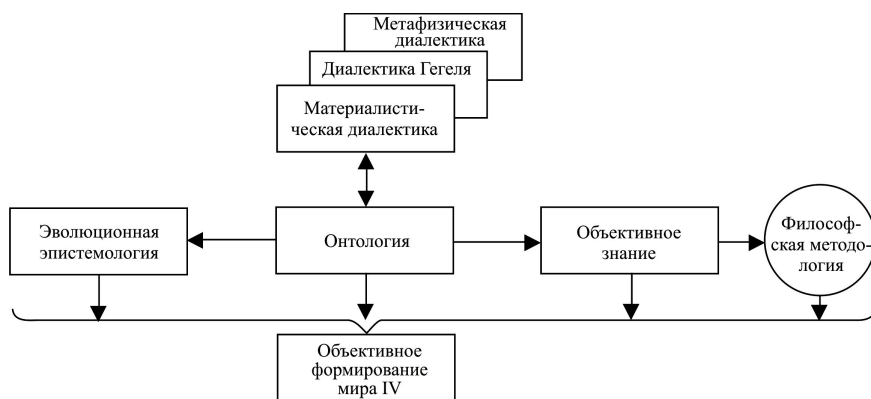 Метафизическая
диалектика
Диалектика Гегеля
Материалисти-
ческая диалектика
Эволюционная
эпистемология
Онтология
Объективное
знание
Философ-
ская методо-
логия
Объективное
формирование
мира IV